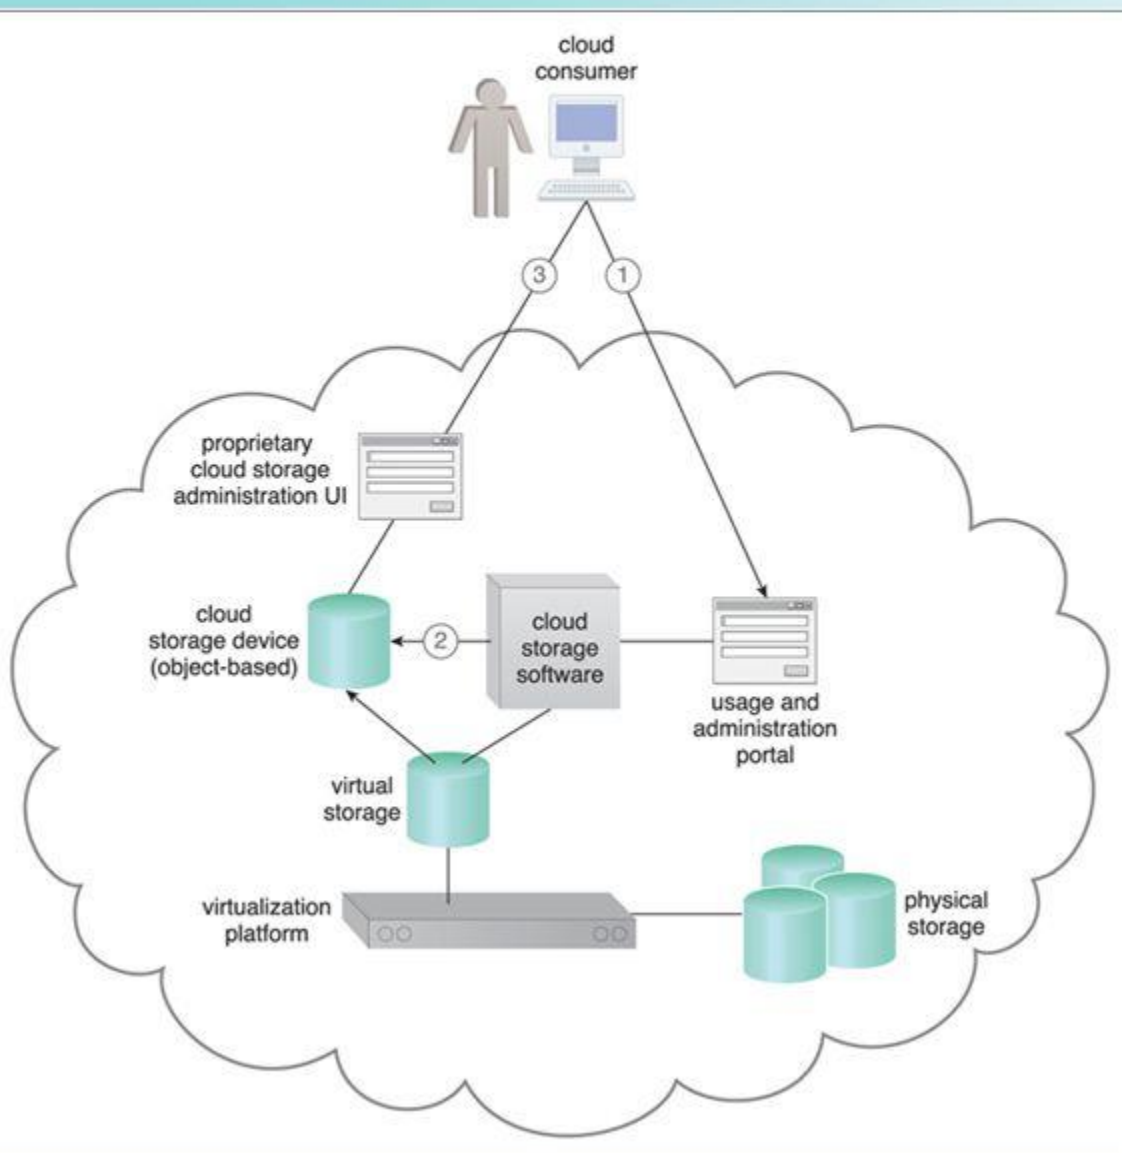 cloud
consumer
3
1
proprietary
cloud storage
administration UI
cloud
storage device
(object-based)
2
cloud
storage
software
usage and
administration
portal
virtual
storage
virtualization
platform
physical
storage